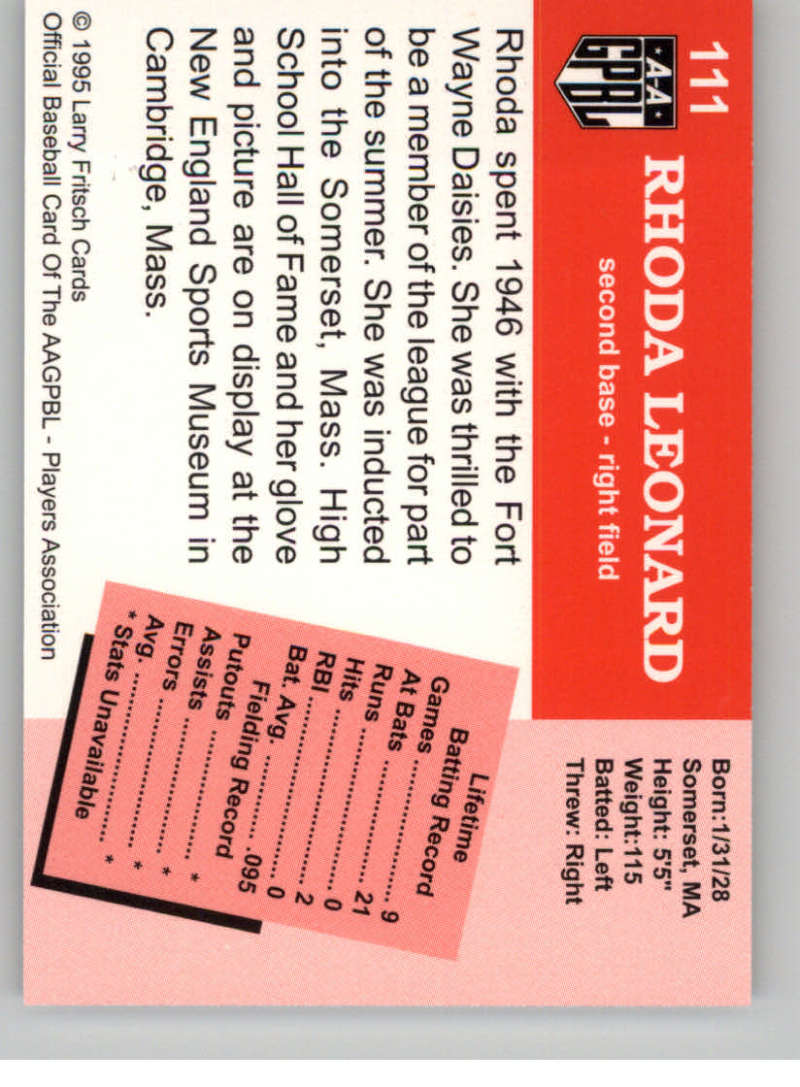 111
A-A
GPBL
RHODA LEONARD
second base - right field
Born:1/31/28
Somerset, MA
Height: 5'5"
Weight:115
Batted: Left
Threw: Right
Rhoda spent 1946 with the Fort
Wayne Daisies. She was thrilled to
be a member of the league for part
of the summer. She was inducted
into the Somerset, Mass. High
School Hall of Fame and her glove
and picture are on display at the
New England Sports Museum in
Cambridge, Mass.
Lifetime
Batting Record
Games .......................... 9
At Bats ........................ 21
Runs ........................... 0
Hits ........................... 2
RBI ............................ 0
Bat. Avg. .................. .095
Fielding Record
Putouts ........................ *
Assists ........................ *
Errors ......................... *
Avg. ........................... *
* Stats Unavailable
© 1995 Larry Fritsch Cards
Official Baseball Card Of The AAGPBL - Players Association